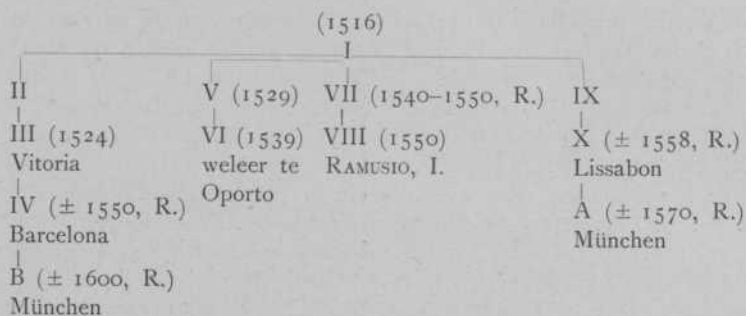 (1516)
I
II V (1529) VII (1540–1550, R.) IX
III (1524) VI (1539) VIII (1550) X (± 1558, R.)
Vitoria weleer te RAMUSIO, I. Lissabon
IV (± 1550, R.) Oporto A (± 1570, R.)
Barcelona München
B (± 1600, R.)
München